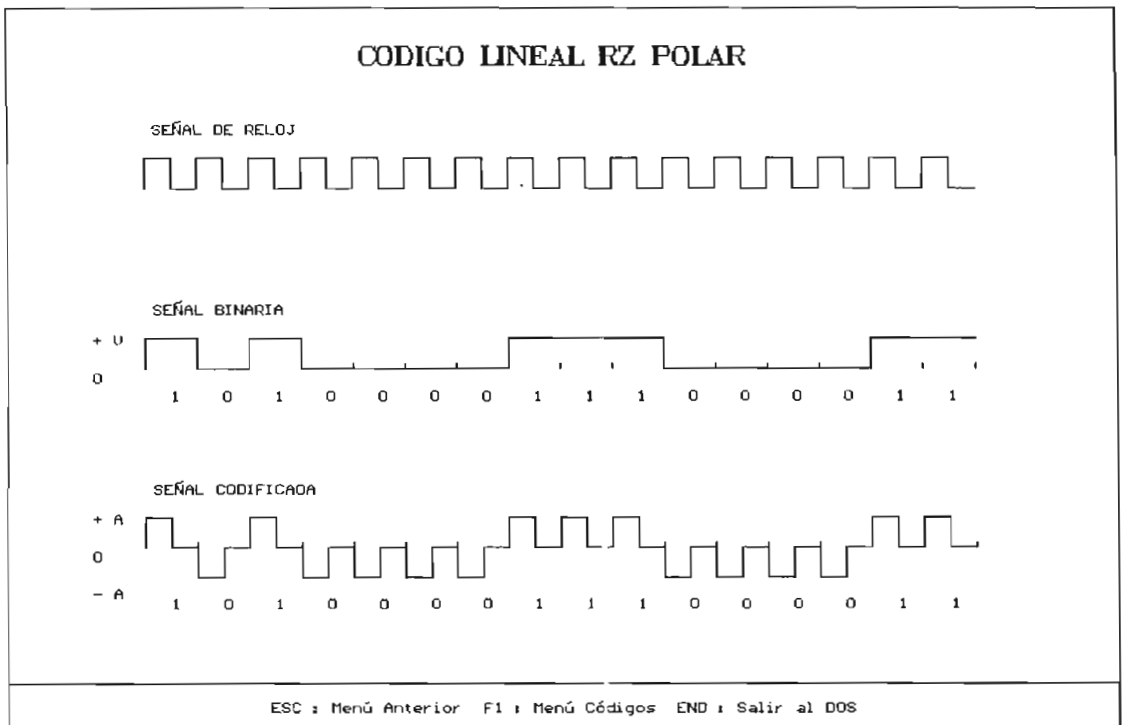 CODIGO LINEAL RZ POLAR
SEÑAL DE RELOJ
SEÑAL BINARIA
+ V
0
1 0 1 0 0 0 0 1 1 1 0 0 0 0 1 1
SEÑAL CODIFICADA
+ A
0
- A
1 0 1 0 0 0 0 1 1 1 0 0 0 0 1 1
ESC : Menú Anterior F1 : Menú Códigos END : Salir al DOS